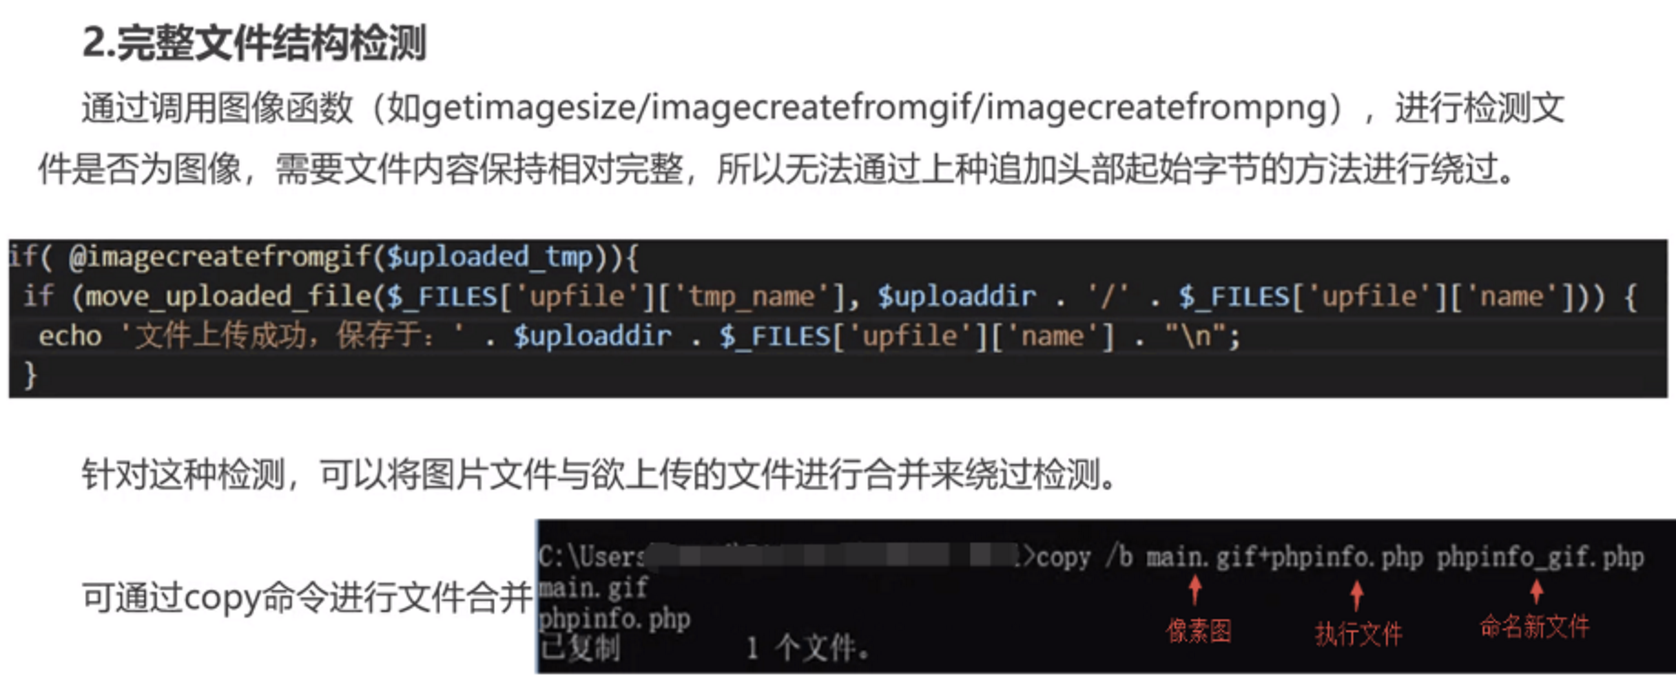 2.完整文件结构检测
通过调用图像函数（如getimagesize/imagecreatefromgif/imagecreatefrompng），进行检测文
件是否为图像，需要文件内容保持相对完整，所以无法通过上种追加头部起始字节的方法进行绕过。
if( @imagecreatefromgif($uploaded_tmp)){
if (move_uploaded_file($_FILES['upfile']['tmp_name'], $uploaddir . '/' . $_FILES['upfile']['name'])) {
echo '文件上传成功，保存于：' . $uploaddir . $_FILES['upfile']['name'] . "\n";
}
针对这种检测，可以将图片文件与欲上传的文件进行合并来绕过检测。
可通过copy命令进行文件合并
C:\Users >copy /b main.gif+phpinfo.php phpinfo_gif.php
main.gif
phpinfo.php
已复制 1 个文件。
像素图 执行文件 命名新文件